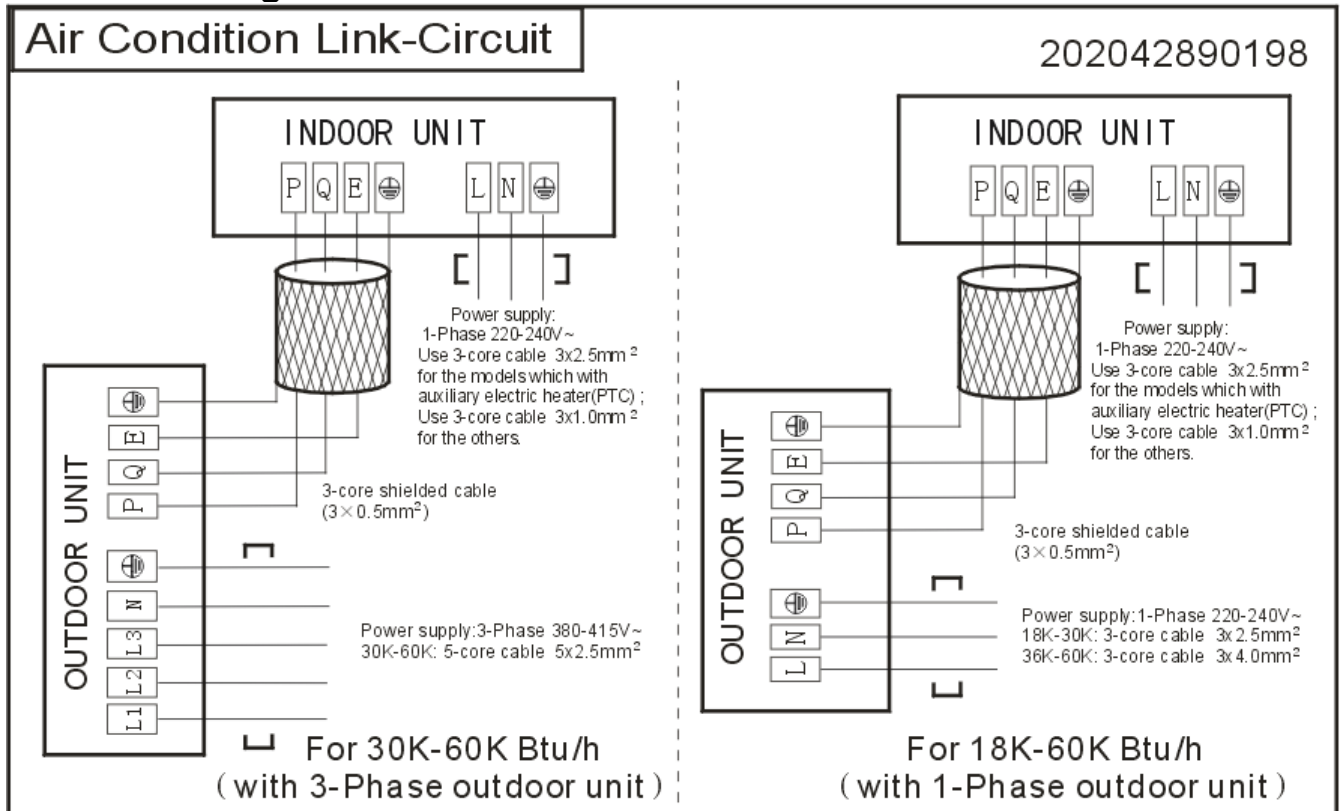 Air Condition Link-Circuit
202042890198
INDOOR UNIT
P Q E L N
Power supply:
1-Phase 220-240V~
Use 3-core cable 3x2.5mm²
for the models which with
auxiliary electric heater(PTC) ;
Use 3-core cable 3x1.0mm²
for the others.
OUTDOOR UNIT
E
Q
P
N
L3
L2
L1
3-core shielded cable
(3×0.5mm²)
Power supply:3-Phase 380-415V~
30K-60K: 5-core cable 5x2.5mm²
For 30K-60K Btu/h
(with 3-Phase outdoor unit)
INDOOR UNIT
P Q E L N
Power supply:
1-Phase 220-240V~
Use 3-core cable 3x2.5mm²
for the models which with
auxiliary electric heater(PTC) ;
Use 3-core cable 3x1.0mm²
for the others.
OUTDOOR UNIT
E
Q
P
N
L
3-core shielded cable
(3×0.5mm²)
Power supply:1-Phase 220-240V~
18K-30K: 3-core cable 3x2.5mm²
36K-60K: 3-core cable 3x4.0mm²
For 18K-60K Btu/h
(with 1-Phase outdoor unit)